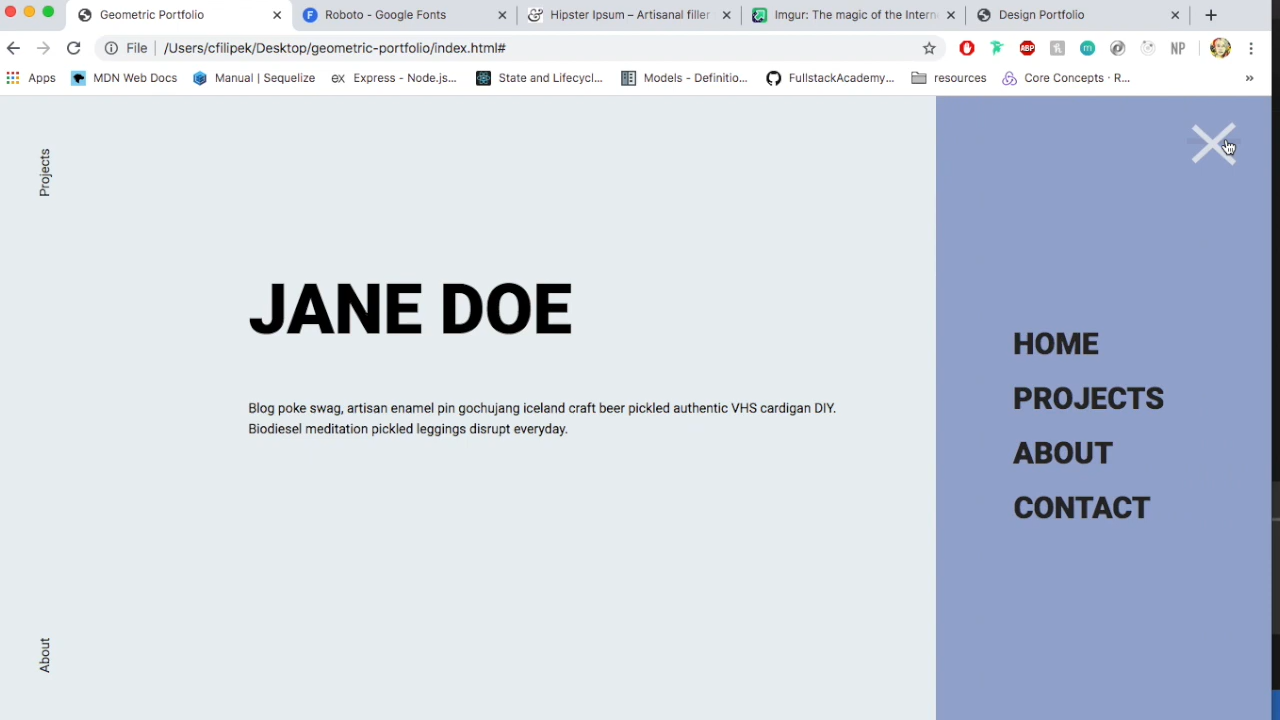 Geometric Portfolio
Roboto - Google Fonts
Hipster Ipsum – Artisanal filler
Imgur: The magic of the Intern
Design Portfolio
File
/Users/cfilipek/Desktop/geometric-portfolio/index.html#
ABP
m
NP
Apps
MDN Web Docs
Manual | Sequelize
ex
Express - Node.js...
State and Lifecycl...
Models - Definitio...
FullstackAcademy...
resources
Core Concepts · R...
»
Projects
JANE DOE
Blog poke swag, artisan enamel pin gochujang iceland craft beer pickled authentic VHS cardigan DIY.
Biodiesel meditation pickled leggings disrupt everyday.
HOME
PROJECTS
ABOUT
CONTACT
About